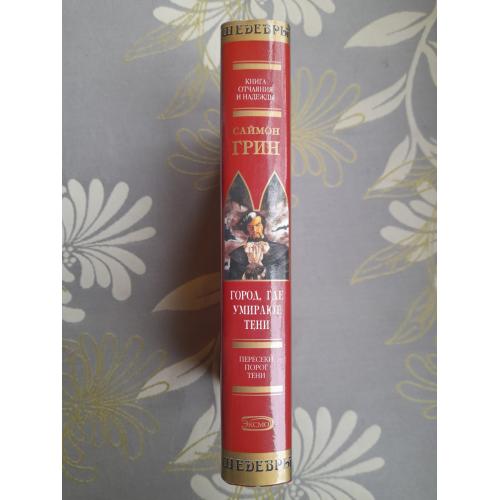 ШЕДЕВРЫ
КНИГА
ОТЧАЯНИЯ
И НАДЕЖДЫ
САЙМОН
ГРИН
ГОРОД, ГДЕ
УМИРАЮТ
ТЕНИ
ПЕРЕСЕКИ
ПОРОГ
ТЕНИ
ЭКСМО
ШЕДЕВРЫ